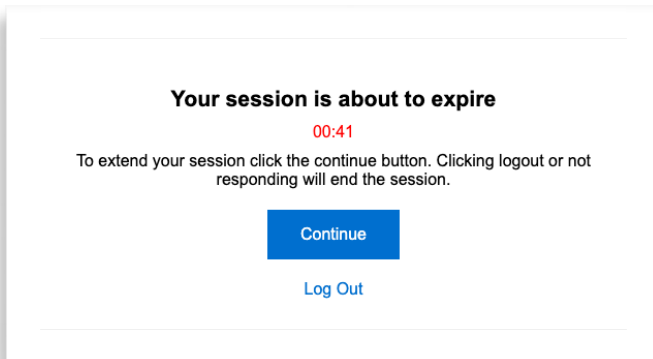 Your session is about to expire
00:41
To extend your session click the continue button. Clicking logout or not
responding will end the session.
Continue
Log Out